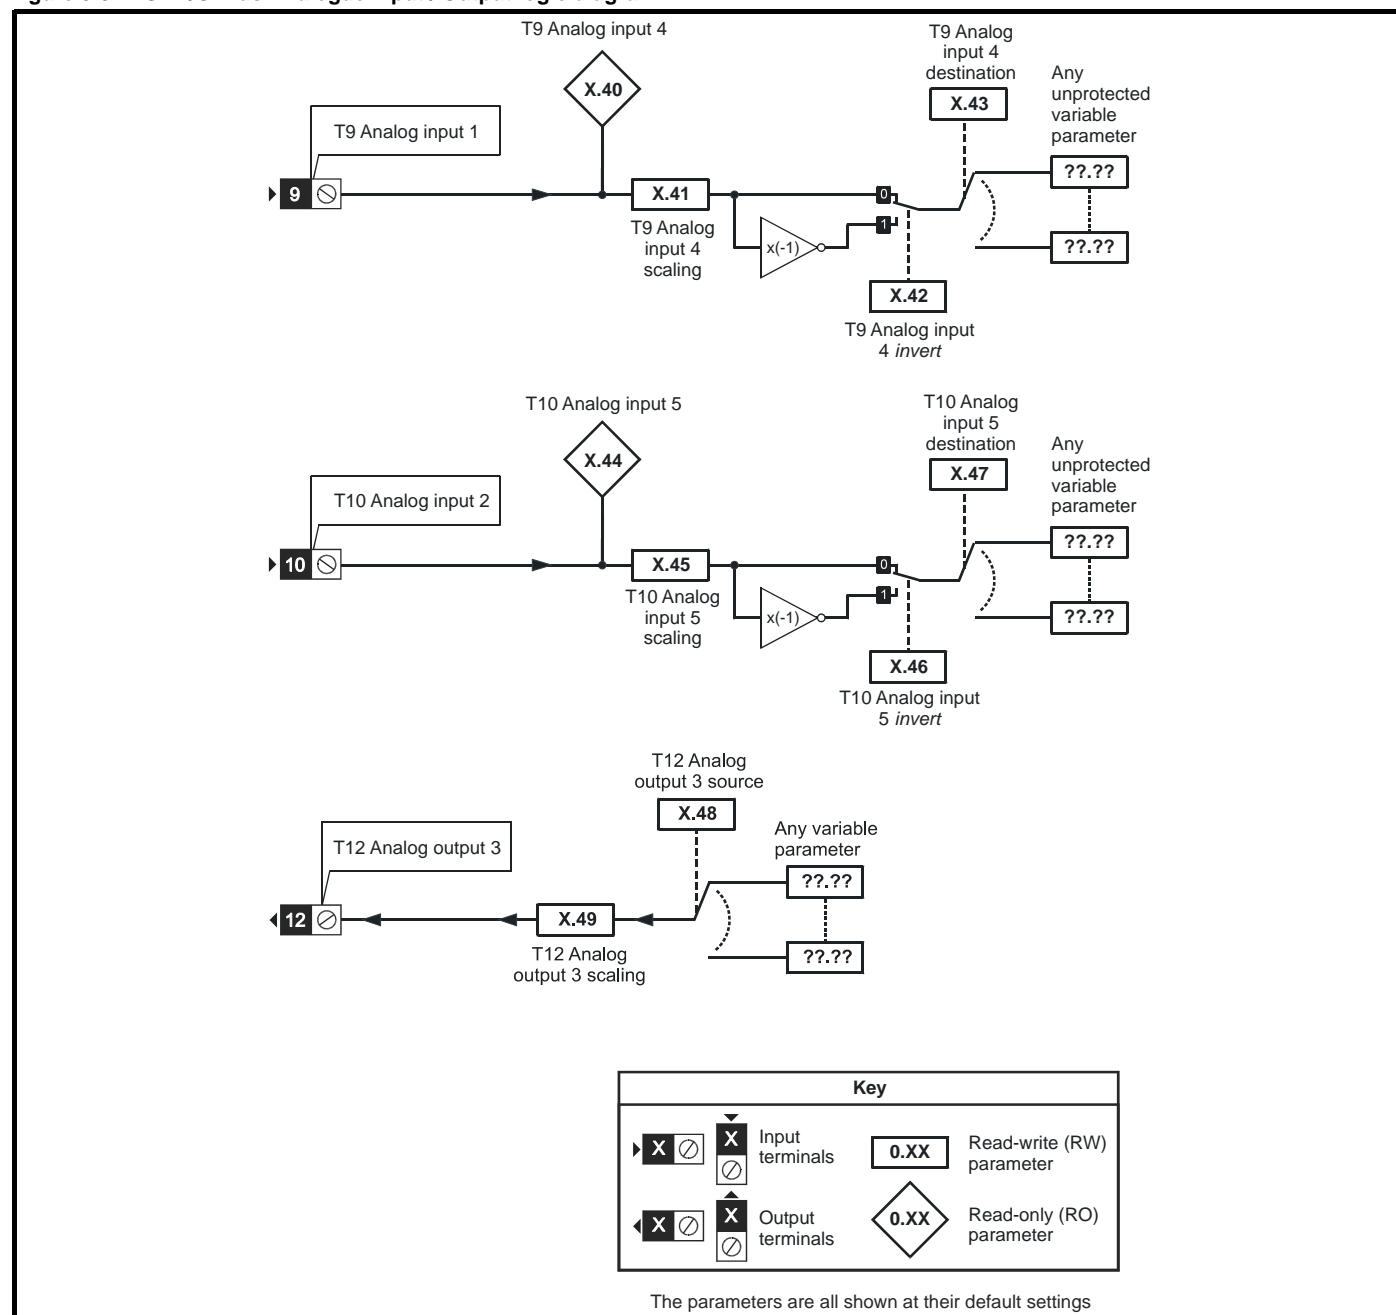 T9 Analog input 4
X.40
T9 Analog
input 4
destination
X.43
Any
unprotected
variable
parameter
T9 Analog input 1
9
X.41
T9 Analog
input 4
scaling
x(-1)
0
1
??.??
??.??
X.42
T9 Analog input
4 invert
T10 Analog input 5
X.44
T10 Analog
input 5
destination
X.47
Any
unprotected
variable
parameter
T10 Analog input 2
10
X.45
T10 Analog
input 5
scaling
x(-1)
0
1
??.??
??.??
X.46
T10 Analog input
5 invert
T12 Analog
output 3 source
X.48
Any variable
parameter
T12 Analog output 3
12
X.49
T12 Analog
output 3 scaling
??.??
??.??
Key
X
X
Input
terminals
0.XX
Read-write (RW)
parameter
X
X
Output
terminals
0.XX
Read-only (RO)
parameter
The parameters are all shown at their default settings